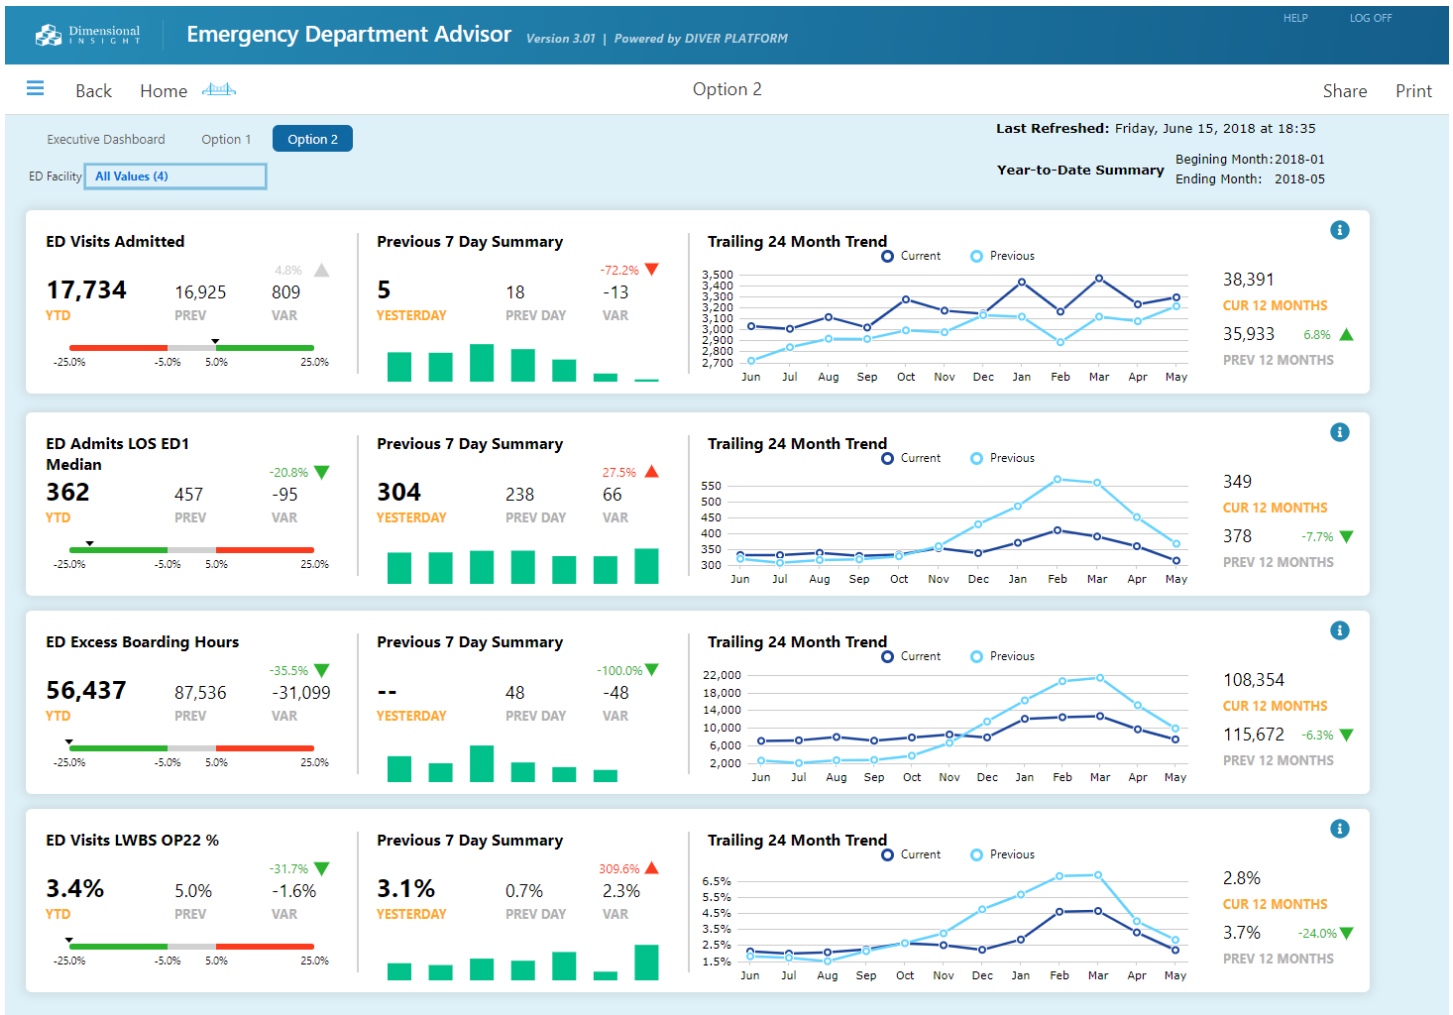 HELP LOG OFF
Dimensional
INSIGHT
Emergency Department Advisor Version 3.01 | Powered by DIVER PLATFORM
Back Home Option 2 Share Print
Executive Dashboard Option 1 Option 2
Last Refreshed: Friday, June 15, 2018 at 18:35
ED Facility All Values (4)
Year-to-Date Summary
Begining Month: 2018-01
Ending Month: 2018-05
ED Visits Admitted
4.8%
17,734 16,925 809
YTD PREV VAR
-25.0% -5.0% 5.0% 25.0%
Previous 7 Day Summary
-72.2%
5 18 -13
YESTERDAY PREV DAY VAR
Trailing 24 Month Trend
Current Previous
3,500
3,400
3,300
3,200
3,100
3,000
2,900
2,800
2,700
Jun Jul Aug Sep Oct Nov Dec Jan Feb Mar Apr May
38,391
CUR 12 MONTHS
35,933 6.8%
PREV 12 MONTHS
ED Admits LOS ED1
Median
-20.8%
362 457 -95
YTD PREV VAR
-25.0% -5.0% 5.0% 25.0%
Previous 7 Day Summary
27.5%
304 238 66
YESTERDAY PREV DAY VAR
Trailing 24 Month Trend
Current Previous
550
500
450
400
350
300
Jun Jul Aug Sep Oct Nov Dec Jan Feb Mar Apr May
349
CUR 12 MONTHS
378 -7.7%
PREV 12 MONTHS
ED Excess Boarding Hours
-35.5%
56,437 87,536 -31,099
YTD PREV VAR
-25.0% -5.0% 5.0% 25.0%
Previous 7 Day Summary
-100.0%
-- 48 -48
YESTERDAY PREV DAY VAR
Trailing 24 Month Trend
Current Previous
22,000
18,000
14,000
10,000
6,000
2,000
Jun Jul Aug Sep Oct Nov Dec Jan Feb Mar Apr May
108,354
CUR 12 MONTHS
115,672 -6.3%
PREV 12 MONTHS
ED Visits LWBS OP22 %
-31.7%
3.4% 5.0% -1.6%
YTD PREV VAR
-25.0% -5.0% 5.0% 25.0%
Previous 7 Day Summary
309.6%
3.1% 0.7% 2.3%
YESTERDAY PREV DAY VAR
Trailing 24 Month Trend
Current Previous
6.5%
5.5%
4.5%
3.5%
2.5%
1.5%
Jun Jul Aug Sep Oct Nov Dec Jan Feb Mar Apr May
2.8%
CUR 12 MONTHS
3.7% -24.0%
PREV 12 MONTHS